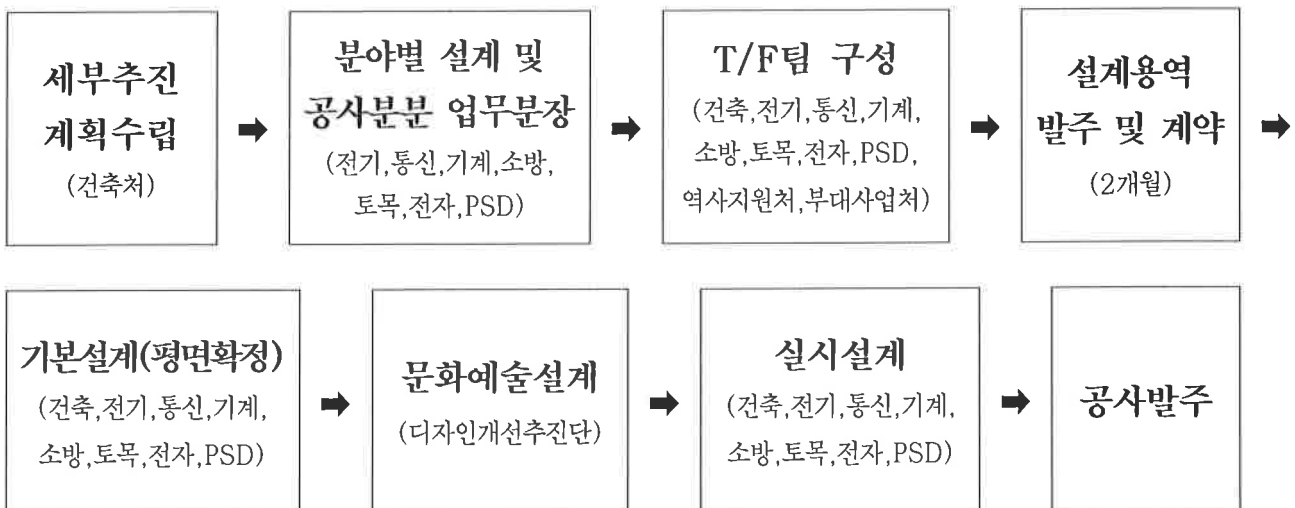 세부추진
계획수립
(건축처)
분야별 설계 및
공사분분 업무분장
(전기,통신,기계,소방,
토목,전자,PSD)
T/F팀 구성
(건축,전기,통신,기계,
소방,토목,전자,PSD,
역사지원처,부대사업처)
설계용역
발주 및 계약
(2개월)
기본설계(평면확정)
(건축,전기,통신,기계,
소방,토목,전자,PSD)
문화예술설계
(디자인개선추진단)
실시설계
(건축,전기,통신,기계,
소방,토목,전자,PSD)
공사발주